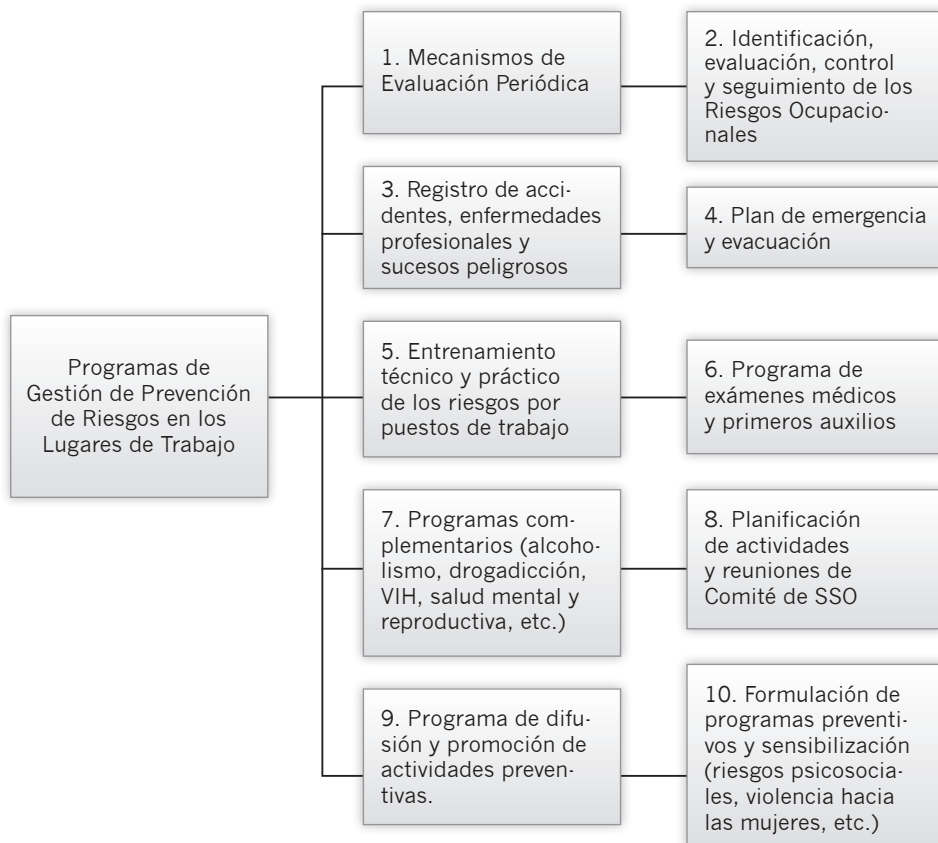 Programas de
Gestión de Prevención
de Riesgos en los
Lugares de Trabajo
1. Mecanismos de
Evaluación Periódica
2. Identificación,
evaluación, control
y seguimiento de los
Riesgos Ocupacio-
nales
3. Registro de acci-
dentes, enfermedades
profesionales y
sucesos peligrosos
4. Plan de emergencia
y evacuación
5. Entrenamiento
técnico y práctico
de los riesgos por
puestos de trabajo
6. Programa de
exámenes médicos
y primeros auxilios
7. Programas com-
plementarios (alcoho-
lismo, drogadicción,
VIH, salud mental y
reproductiva, etc.)
8. Planificación
de actividades
y reuniones de
Comité de SSO
9. Programa de difu-
sión y promoción de
actividades preven-
tivas.
10. Formulación de
programas preventi-
vos y sensibilización
(riesgos psicosocia-
les, violencia hacia
las mujeres, etc.)